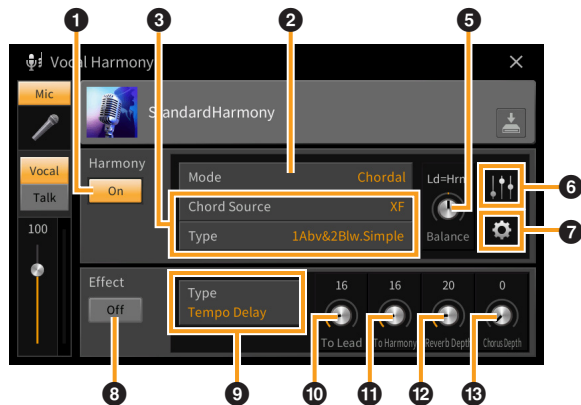 1
3
2
5
Vocal Harmony
Mic
StandardHarmony
Harmony
On
Mode Chordal
Chord Source XF
Type 1Abv&2Blw.Simple
Ld=Hrm
Balance
6
7
Vocal
Talk
100
Effect
Off
Type
Tempo Delay
16 16 20 0
To Lead To Harmony Reverb Depth Chorus Depth
8
9
10
11
12
13